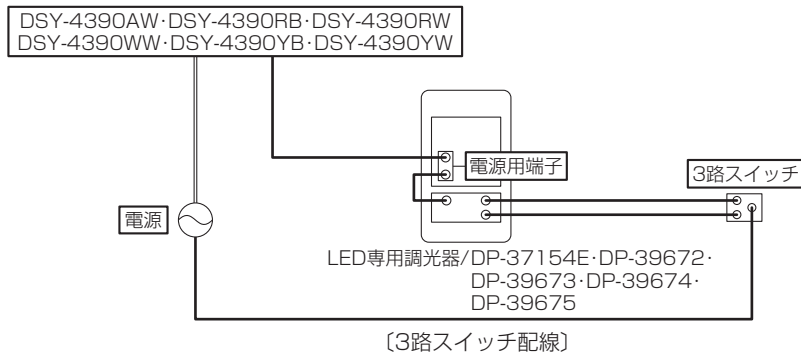 DSY-4390AW·DSY-4390RB·DSY-4390RW
DSY-4390WW·DSY-4390YB·DSY-4390YW
電源用端子
3路スイッチ
電源
LED専用調光器/DP-37154E·DP-39672·
DP-39673·DP-39674·
DP-39675
〔3路スイッチ配線〕